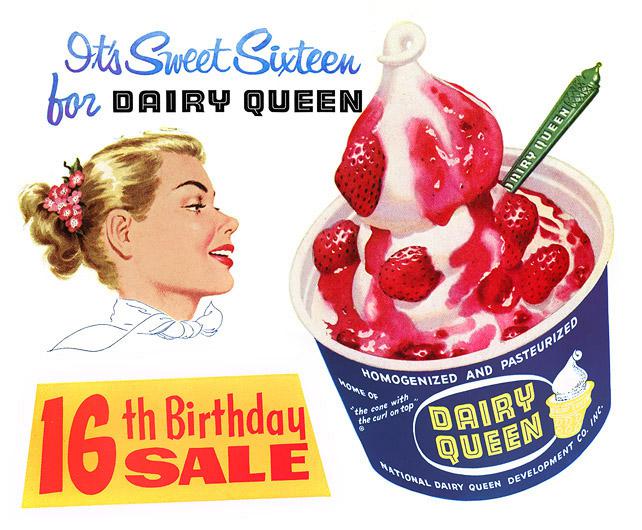 It's Sweet Sixteen
for DAIRY QUEEN
DAIRY QUEEN
16th Birthday
SALE
HOMOGENIZED AND PASTEURIZED
HOME OF
"the cone with
the curl on top"
®
DAIRY
QUEEN
NATIONAL DAIRY QUEEN DEVELOPMENT CO. INC.